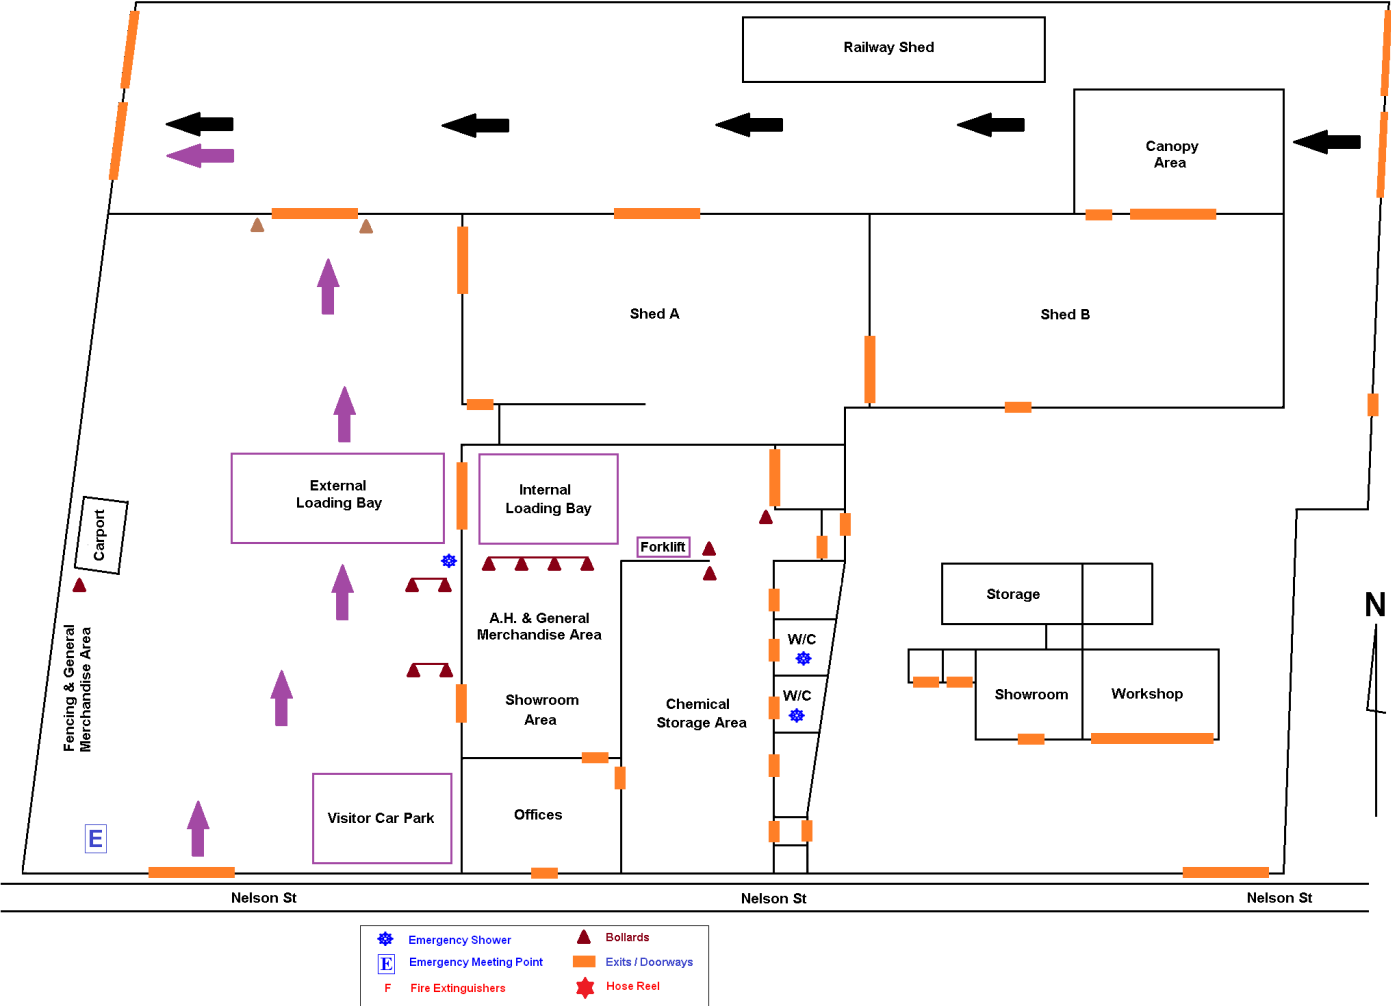 Railway Shed
Canopy
Area
Shed A
Shed B
External
Loading Bay
Internal
Loading Bay
Carport
Forklift
Fencing & General
Merchandise Area
A.H. & General
Merchandise Area
W/C
W/C
Showroom
Area
Chemical
Storage Area
Storage
Showroom
Workshop
N
Visitor Car Park
Offices
E
Nelson St
Nelson St
Nelson St
Emergency Shower
Bollards
E
Emergency Meeting Point
Exits / Doorways
F
Fire Extinguishers
Hose Reel